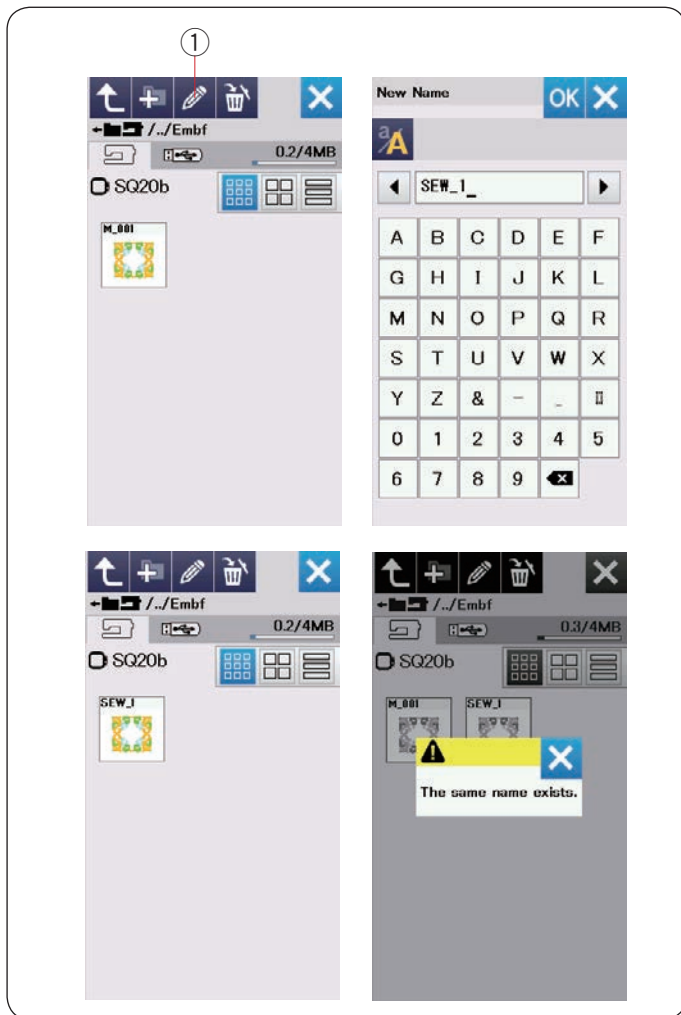 ①
/../Embf
0.2/4MB
SQ20b
M_001
New Name
OK
a A
SEW_1_
A B C D E F
G H I J K L
M N O P Q R
S T U V W X
Y Z & - _ []
0 1 2 3 4 5
6 7 8 9
/../Embf
0.2/4MB
SQ20b
SEW_1
/../Embf
0.3/4MB
SQ20b
M_001 SEW_1
The same name exists.